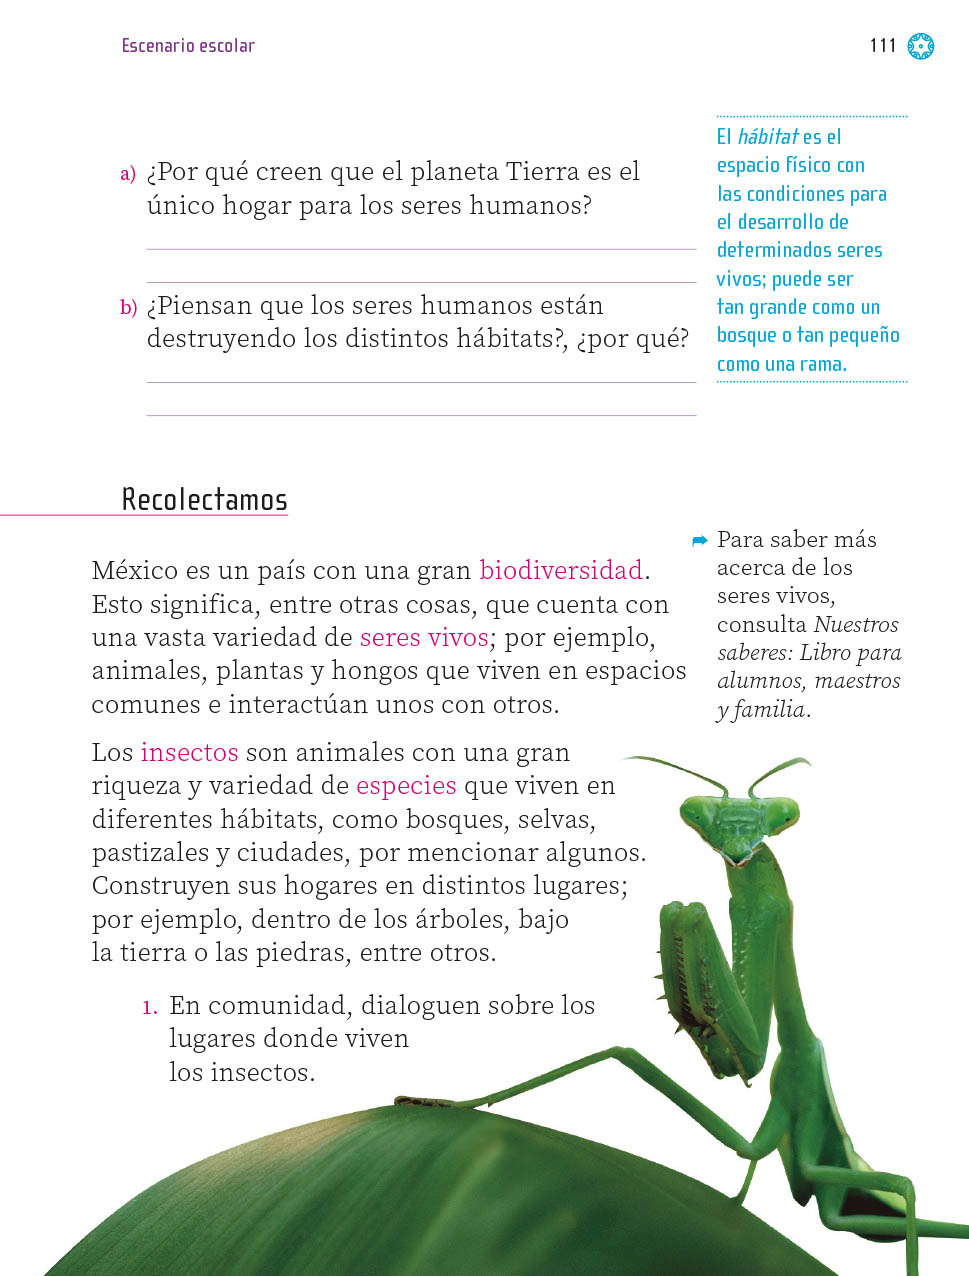 Escenario escolar
111
a) ¿Por qué creen que el planeta Tierra es el
único hogar para los seres humanos?
b) ¿Piensan que los seres humanos están
destruyendo los distintos hábitats?, ¿por qué?
El hábitat es el
espacio físico con
las condiciones para
el desarrollo de
determinados seres
vivos; puede ser
tan grande como un
bosque o tan pequeño
como una rama.
Recolectamos
México es un país con una gran biodiversidad.
Esto significa, entre otras cosas, que cuenta con
una vasta variedad de seres vivos; por ejemplo,
animales, plantas y hongos que viven en espacios
comunes e interactúan unos con otros.
Para saber más
acerca de los
seres vivos,
consulta Nuestros
saberes: Libro para
alumnos, maestros
y familia.
Los insectos son animales con una gran
riqueza y variedad de especies que viven en
diferentes hábitats, como bosques, selvas,
pastizales y ciudades, por mencionar algunos.
Construyen sus hogares en distintos lugares;
por ejemplo, dentro de los árboles, bajo
la tierra o las piedras, entre otros.
1. En comunidad, dialoguen sobre los
lugares donde viven
los insectos.